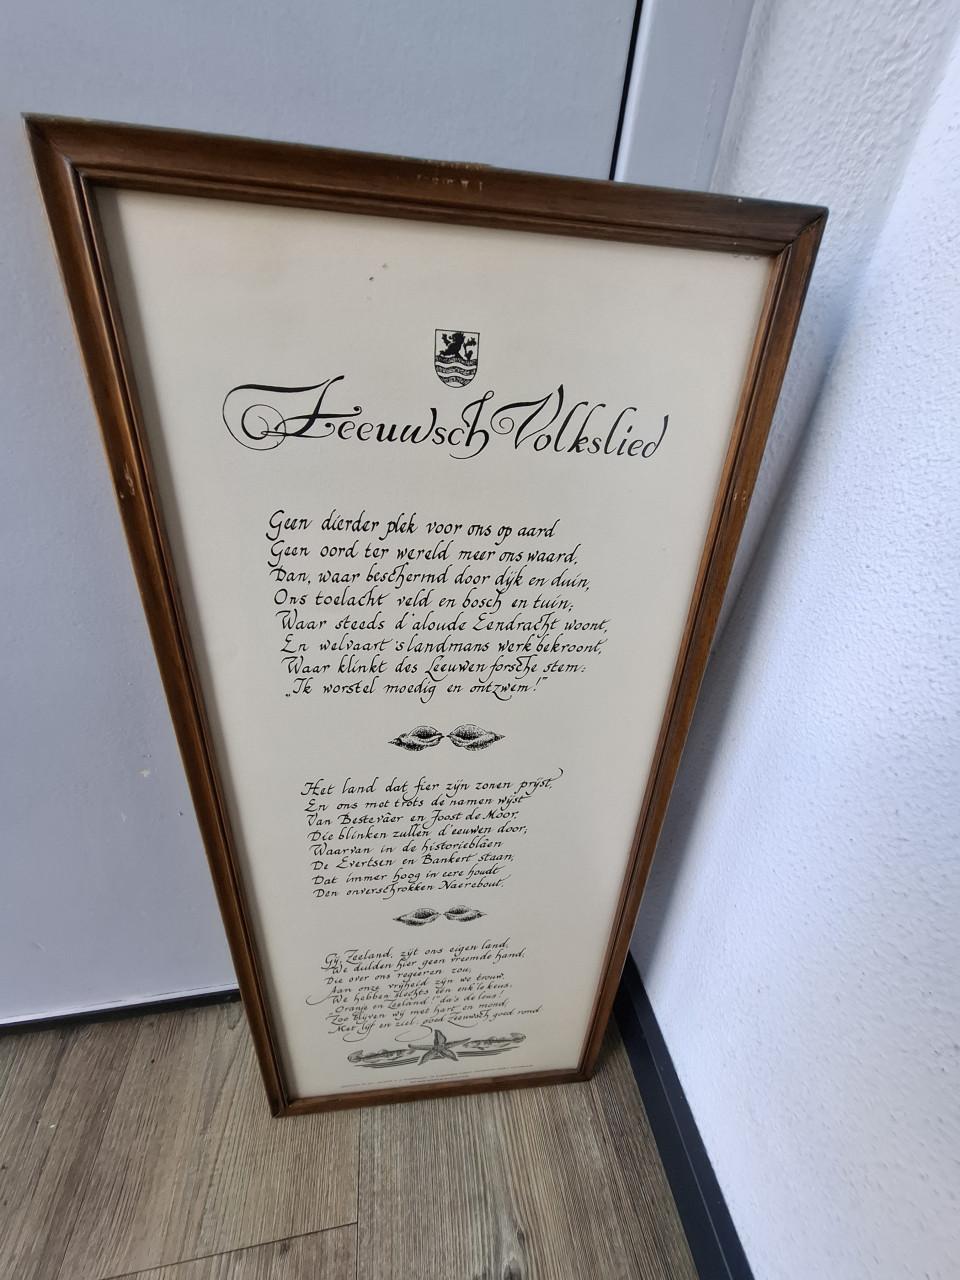 Zeeuwsch Volkslied
Geen dierder plek voor ons op aard
Geen oord ter wereld meer ons waard,
Dan, waar beschermd door dijk en duin,
Ons toelacht veld en bosch en tuin;
Waar steeds d'aloude Eendracht woont,
En welvaart 's landmans werk bekroont,
Waar klinkt des Leeuwen forsche stem:
„Ik worstel moedig en ontzwem!"
Het land dat fier zijn zonen prijst,
En ons met trots de namen wijst
Van Bestevâer en Joost de Moor,
Die blinken zullen d'eeuwen door;
Waarvan in de historieblâen
De Evertsen en Bankert staan,
Dat immer hoog in eere houdt
Den onverschrokken Naerebout.
Gij, Zeeland, zijt ons eigen land,
We dulden hier geen vreemde hand,
Die over ons regieren zou,
Aan onze vrijheid zijn we trouw.
We hebben slechts één enk'le keus,
"Oranje en Zeeland!" da's de leus!
Zoo blijven wij met hart en mond,
Met lijf en ziel: goed Zeeuwsch goed rond